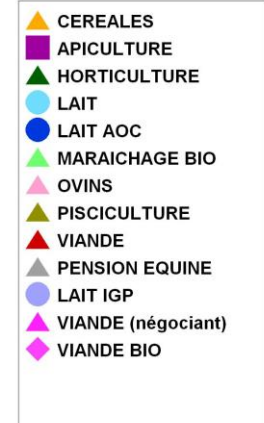 CEREALES
APICULTURE
HORTICULTURE
LAIT
LAIT AOC
MARAICHAGE BIO
OVINS
PISCICULTURE
VIANDE
PENSION EQUINE
LAIT IGP
VIANDE (négociant)
VIANDE BIO